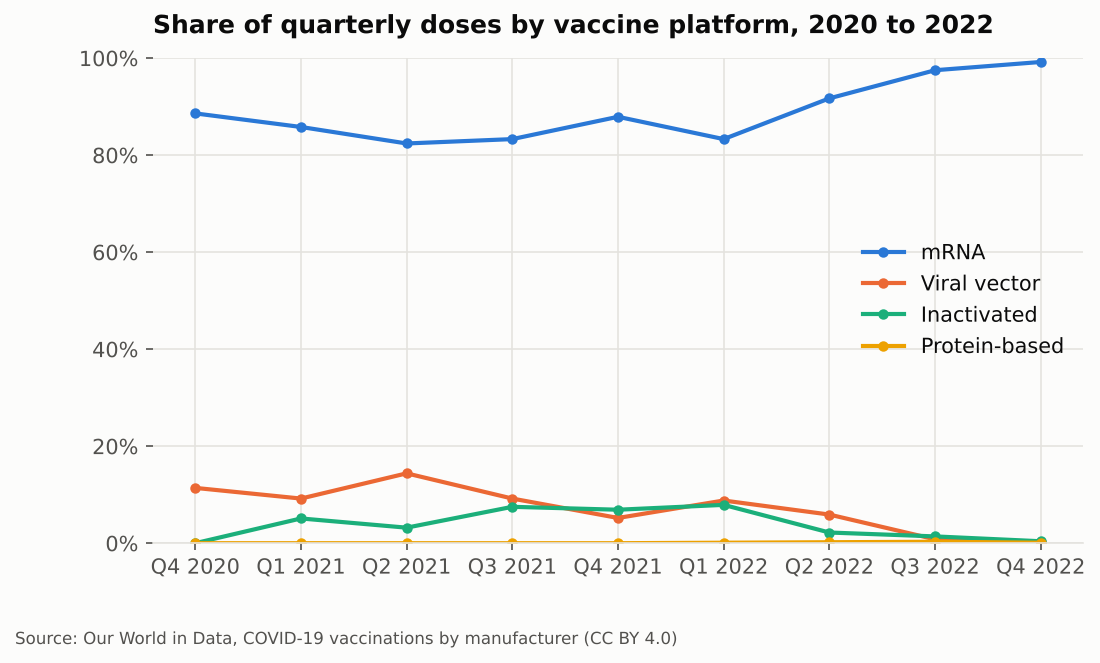 Share of quarterly doses by vaccine platform, 2020 to 2022
100%
80%
60%
40%
20%
0%
mRNA
Viral vector
Inactivated
Protein-based
Q4 2020 Q1 2021 Q2 2021 Q3 2021 Q4 2021 Q1 2022 Q2 2022 Q3 2022 Q4 2022
Source: Our World in Data, COVID-19 vaccinations by manufacturer (CC BY 4.0)